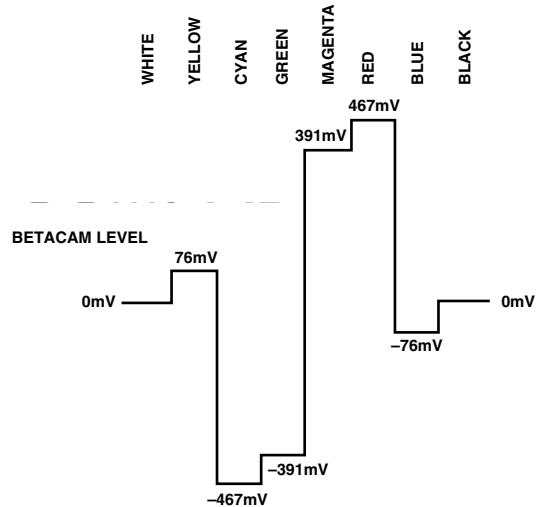 WHITE
YELLOW
CYAN
GREEN
MAGENTA
RED
BLUE
BLACK
467mV
391mV
BETACAM LEVEL
76mV
0mV
0mV
–76mV
–391mV
–467mV